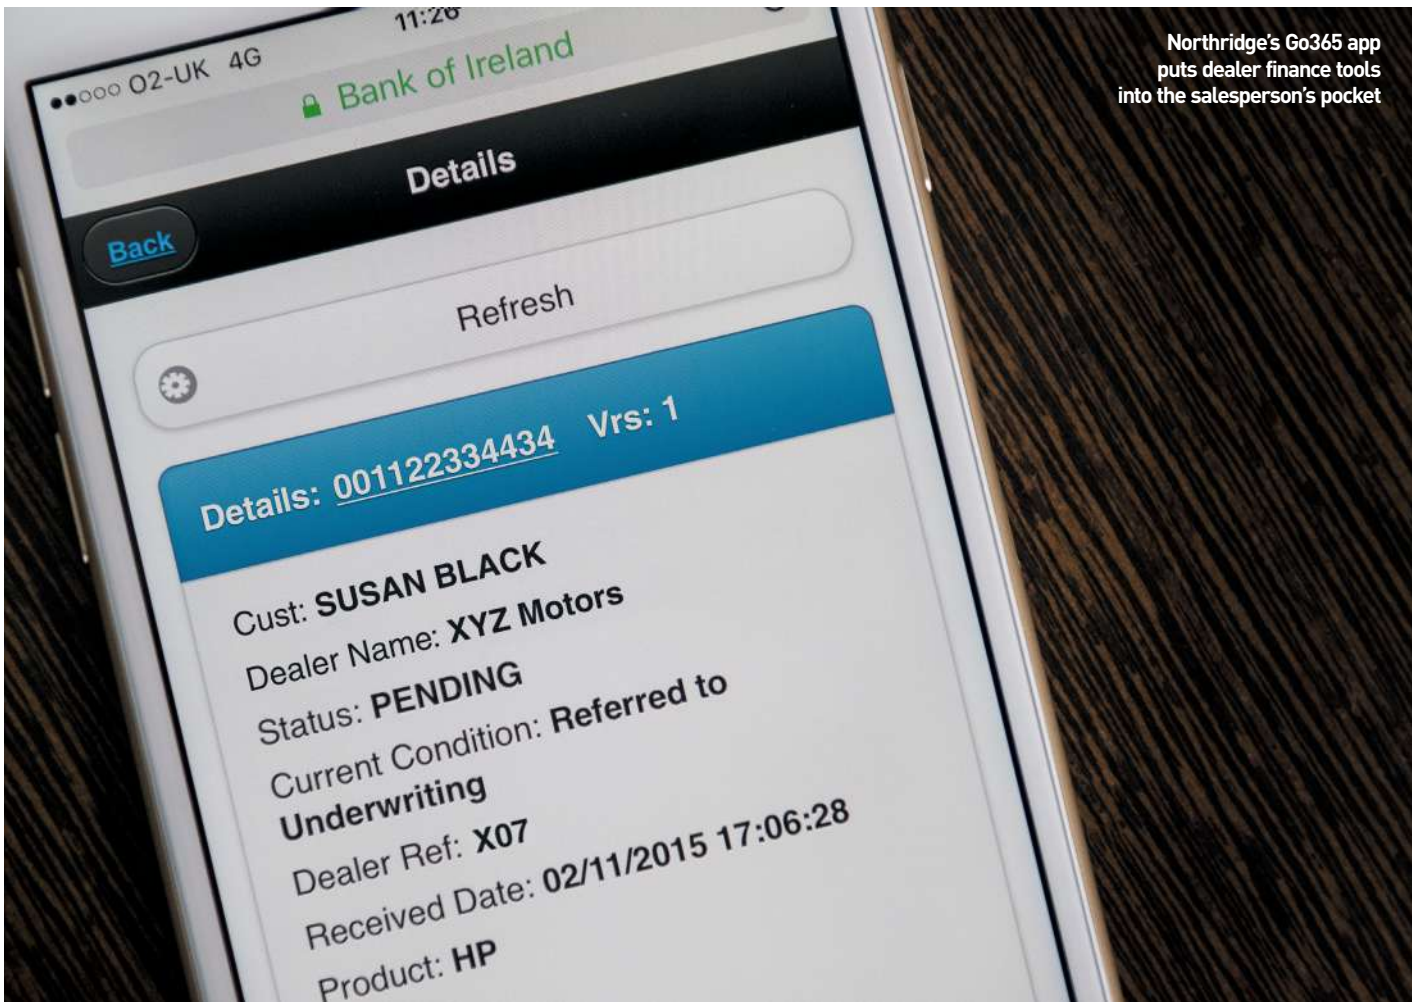 Northridge's Go365 app
puts dealer finance tools
into the salesperson's pocket
O2-UK 4G 11:26
Bank of Ireland
Back Details
Refresh
Details: 001122334434 Vrs: 1
Cust: SUSAN BLACK
Dealer Name: XYZ Motors
Status: PENDING
Current Condition: Referred to
Underwriting
Dealer Ref: X07
Received Date: 02/11/2015 17:06:28
Product: HP